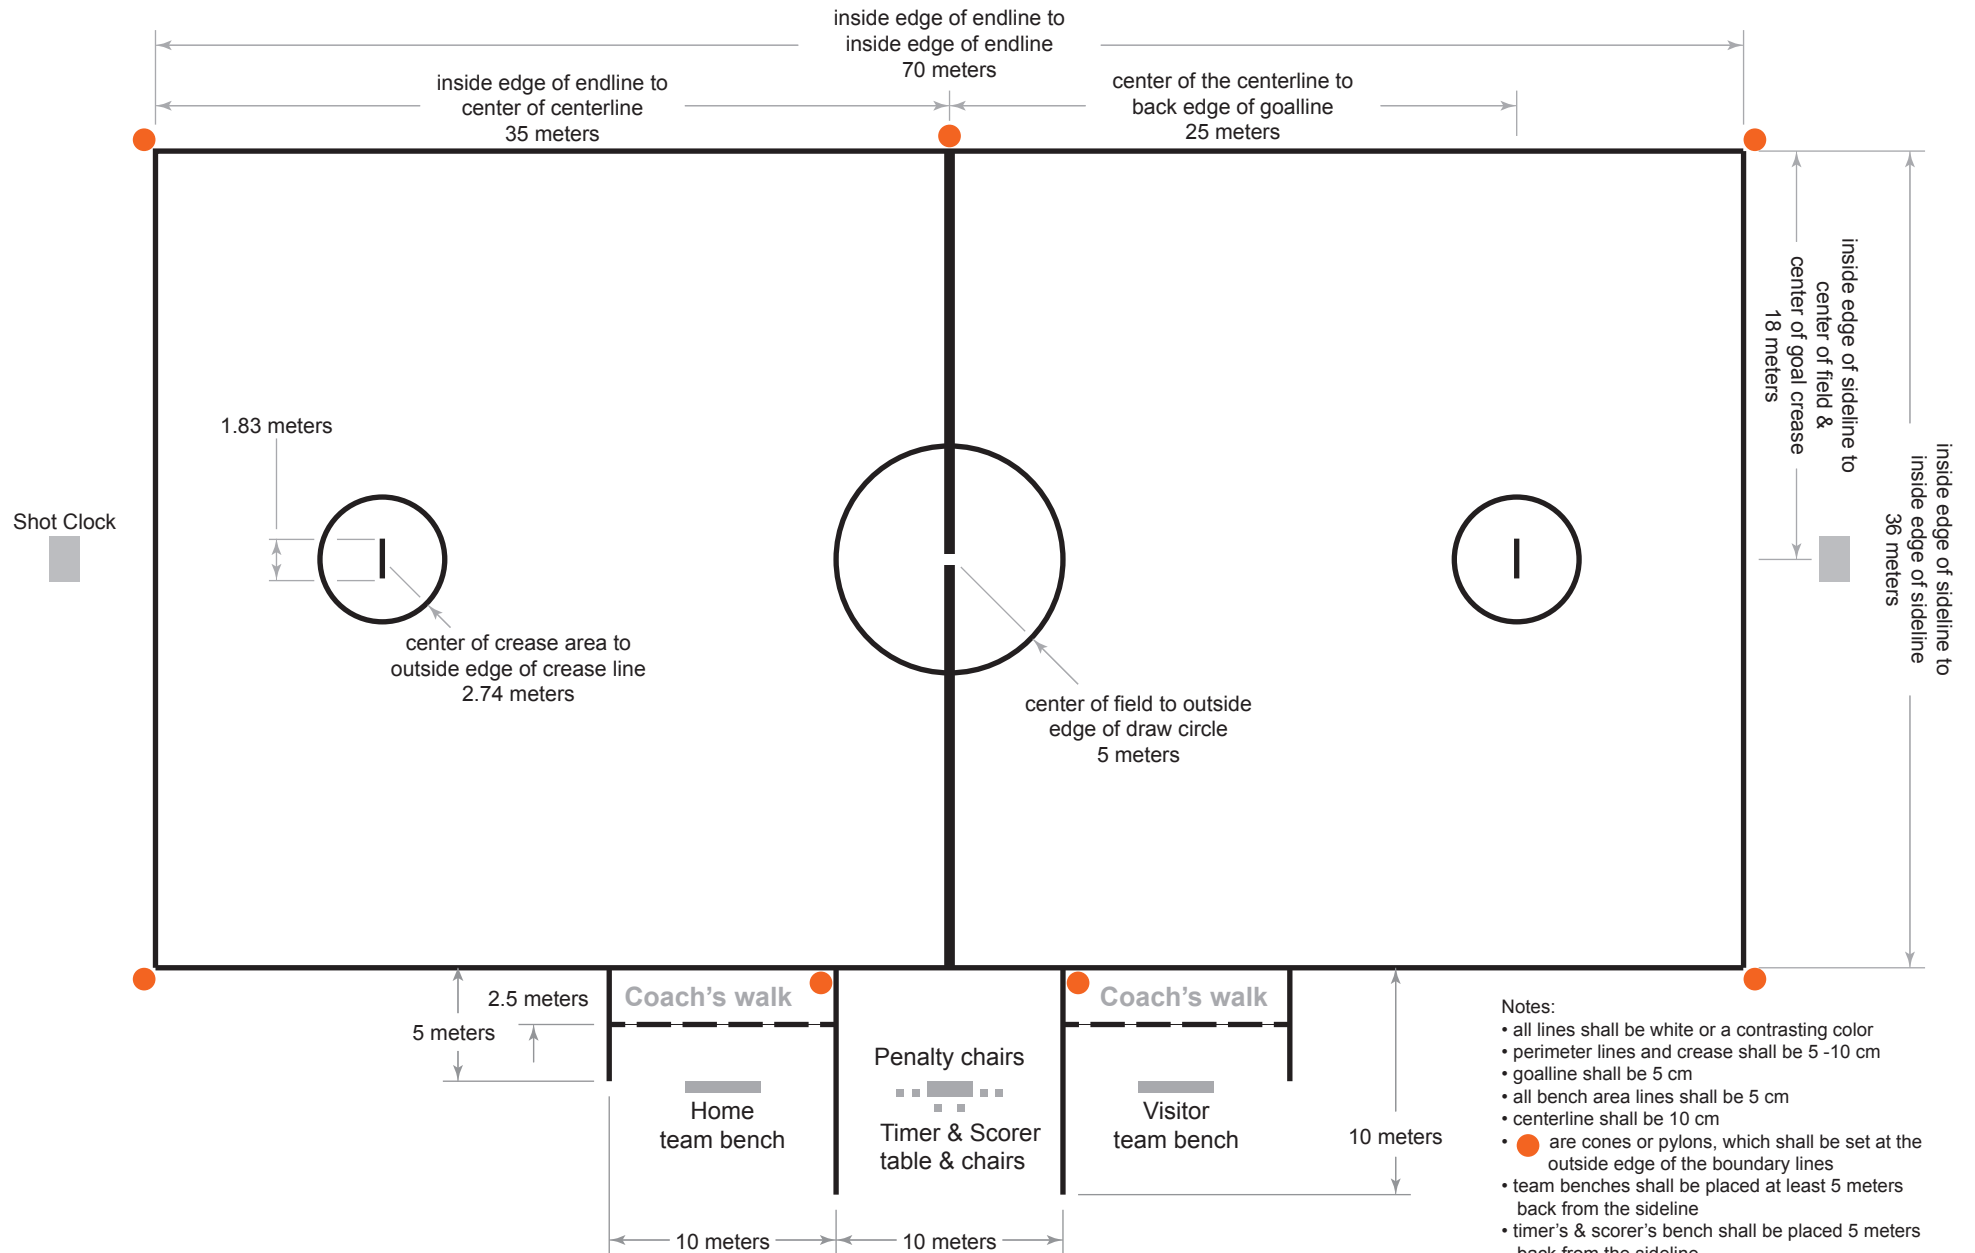 inside edge of endline to
inside edge of endline
70 meters
inside edge of endline to
center of centerline
35 meters
center of the centerline to
back edge of goalline
25 meters
inside edge of sideline to
center of field &
center of goal crease
18 meters
inside edge of sideline to
inside edge of sideline
36 meters
1.83 meters
Shot Clock
center of crease area to
outside edge of crease line
2.74 meters
center of field to outside
edge of draw circle
5 meters
2.5 meters
5 meters
Coach's walk
Coach's walk
Penalty chairs
Home
team bench
Timer & Scorer
table & chairs
Visitor
team bench
10 meters
10 meters
10 meters
Notes:
• all lines shall be white or a contrasting color
• perimeter lines and crease shall be 5 -10 cm
• goalline shall be 5 cm
• all bench area lines shall be 5 cm
• centerline shall be 10 cm
• are cones or pylons, which shall be set at the
outside edge of the boundary lines
• team benches shall be placed at least 5 meters
back from the sideline
• timer's & scorer's bench shall be placed 5 meters
back from the sideline